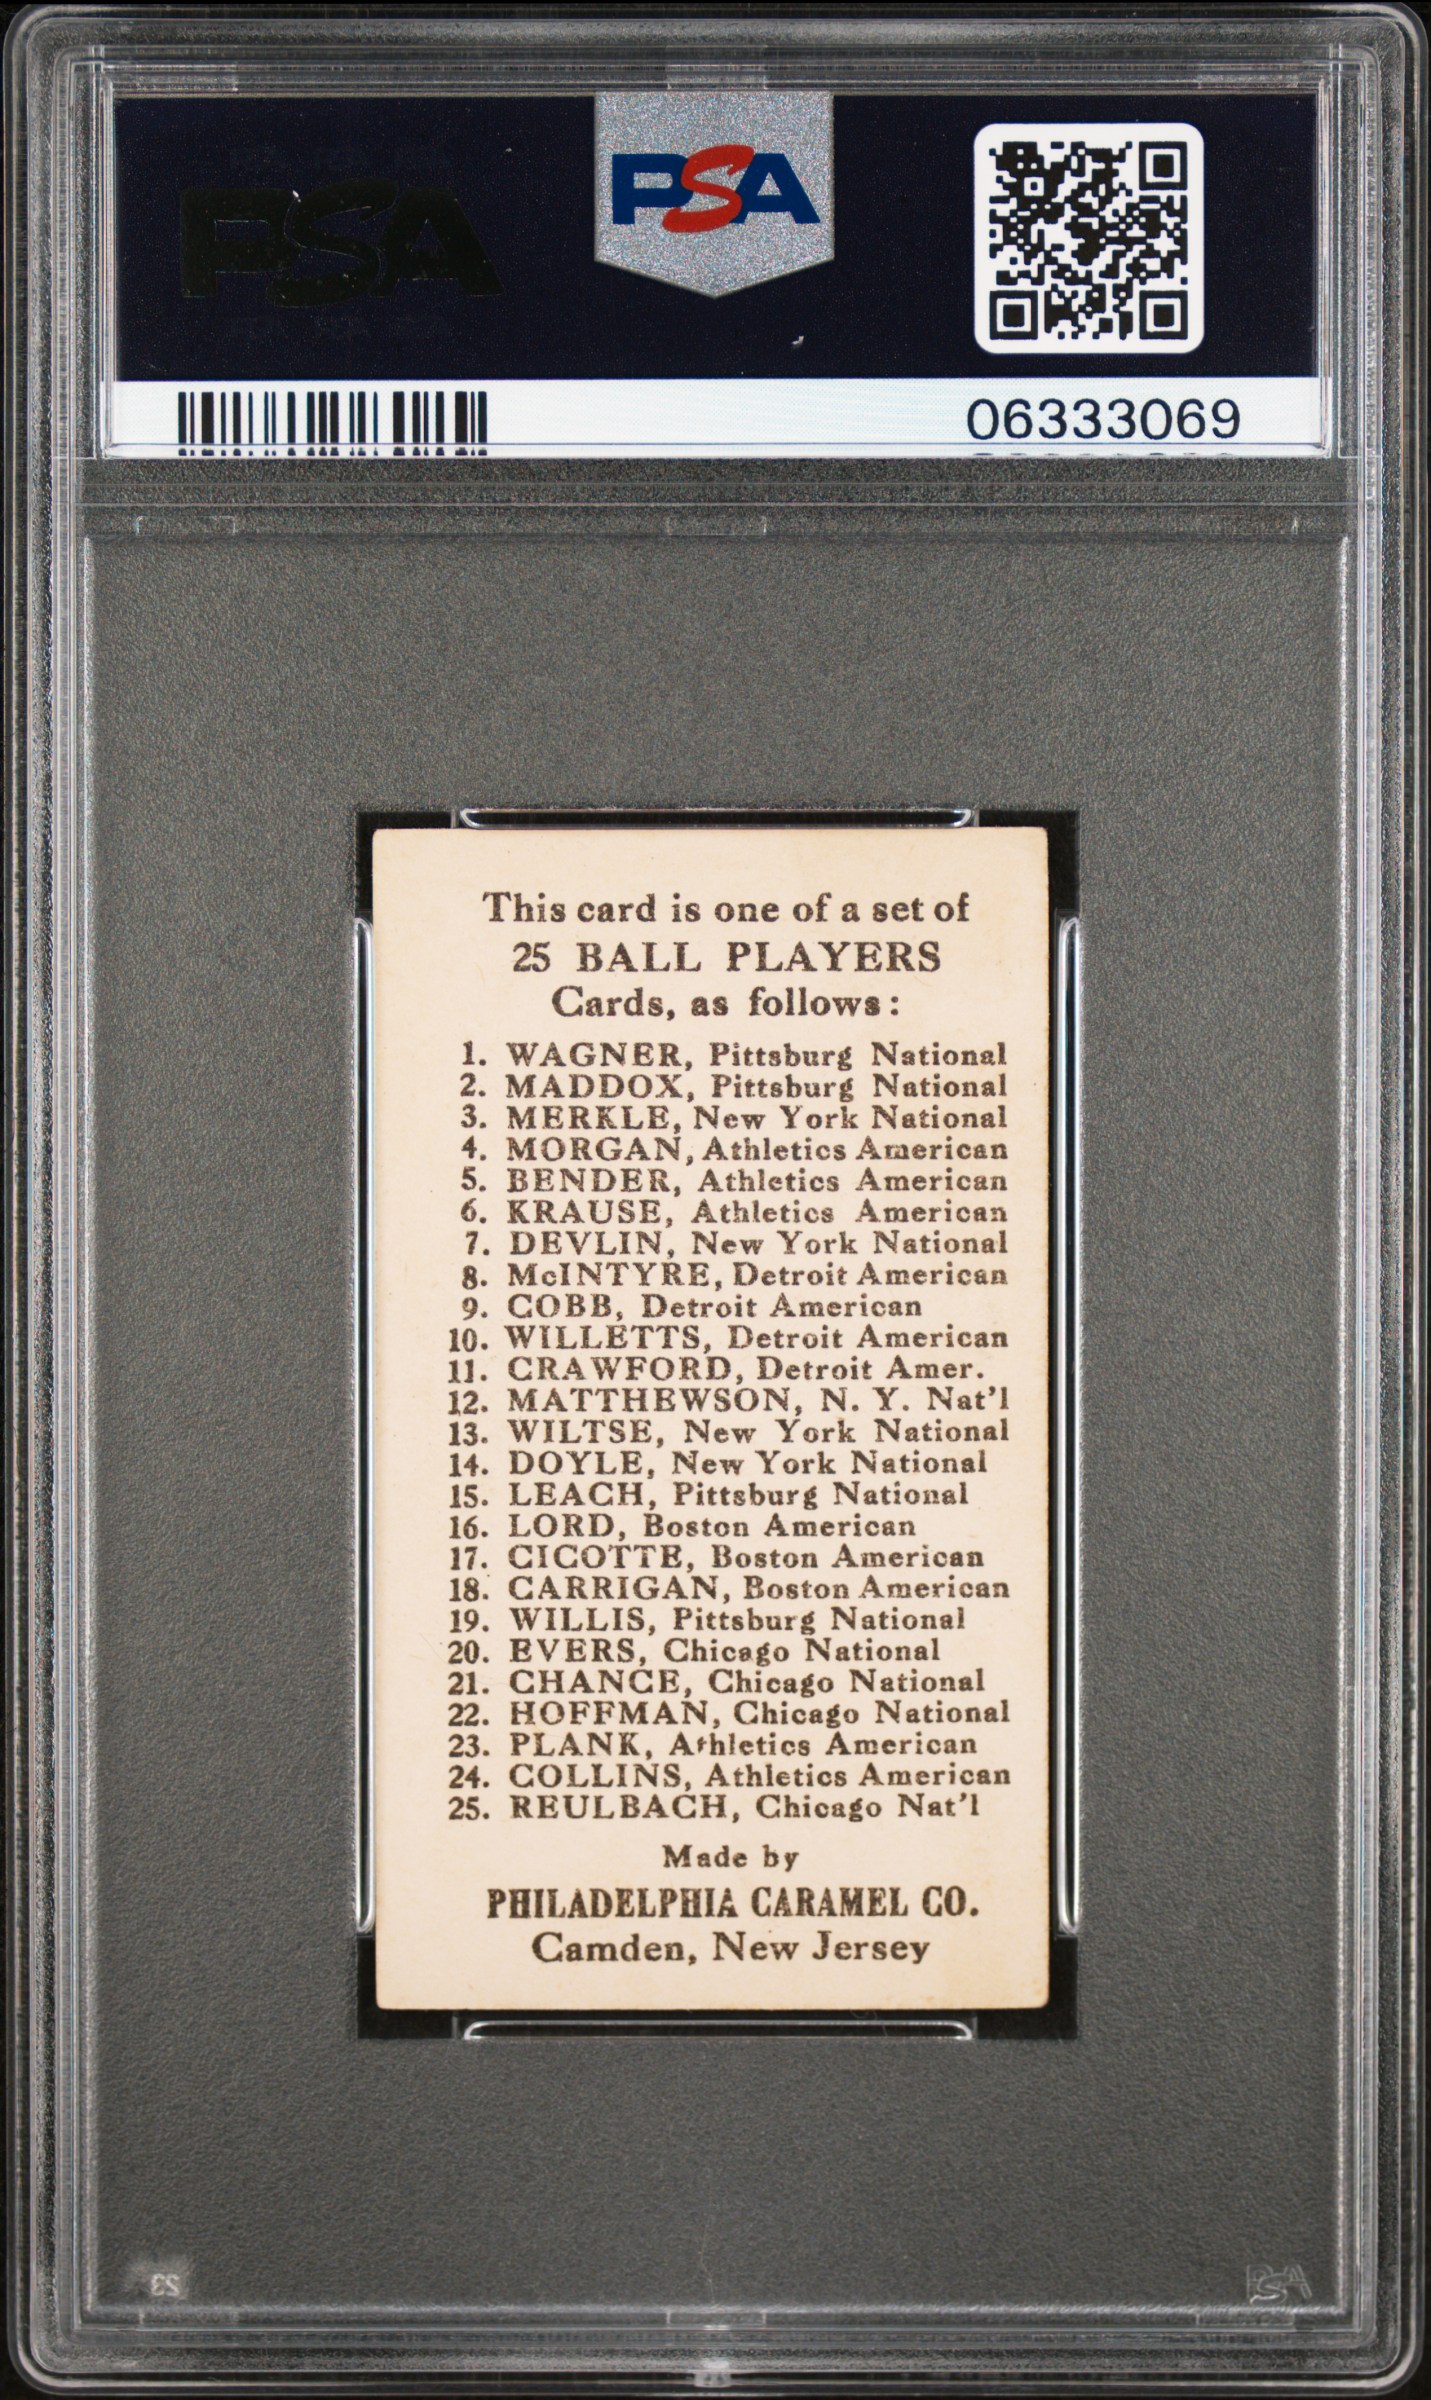 PSA
PSA
06333069
This card is one of a set of
25 BALL PLAYERS
Cards, as follows:
1. WAGNER, Pittsburg National
2. MADDOX, Pittsburg National
3. MERKLE, New York National
4. MORGAN, Athletics American
5. BENDER, Athletics American
6. KRAUSE, Athletics American
7. DEVLIN, New York National
8. McINTYRE, Detroit American
9. COBB, Detroit American
10. WILLETTS, Detroit American
11. CRAWFORD, Detroit Amer.
12. MATTHEWSON, N. Y. Nat'l
13. WILTSE, New York National
14. DOYLE, New York National
15. LEACH, Pittsburg National
16. LORD, Boston American
17. CICOTTE, Boston American
18. CARRIGAN, Boston American
19. WILLIS, Pittsburg National
20. EVERS, Chicago National
21. CHANCE, Chicago National
22. HOFFMAN, Chicago National
23. PLANK, Athletics American
24. COLLINS, Athletics American
25. REULBACH, Chicago Nat'l
Made by
PHILADELPHIA CARAMEL CO.
Camden, New Jersey
23
PSA